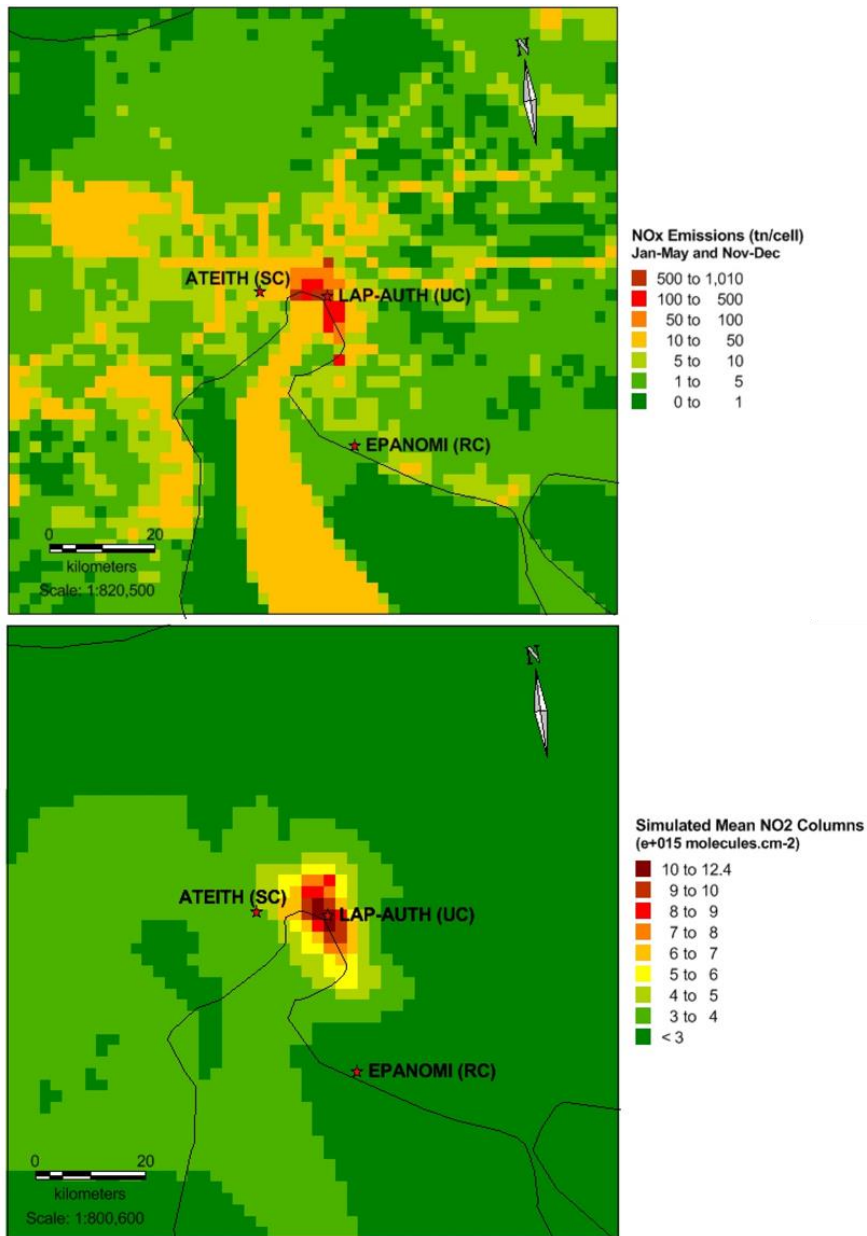 N
NOx Emissions (tn/cell)
Jan-May and Nov-Dec
500 to 1,010
100 to 500
50 to 100
10 to 50
5 to 10
1 to 5
0 to 1
ATEITH (SC)
LAP-AUTH (UC)
EPANOMI (RC)
0 20
kilometers
Scale: 1:820,500
N
Simulated Mean NO2 Columns
(e+015 molecules.cm-2)
10 to 12.4
9 to 10
8 to 9
7 to 8
6 to 7
5 to 6
4 to 5
3 to 4
< 3
ATEITH (SC)
LAP-AUTH (UC)
EPANOMI (RC)
0 20
kilometers
Scale: 1:800,600